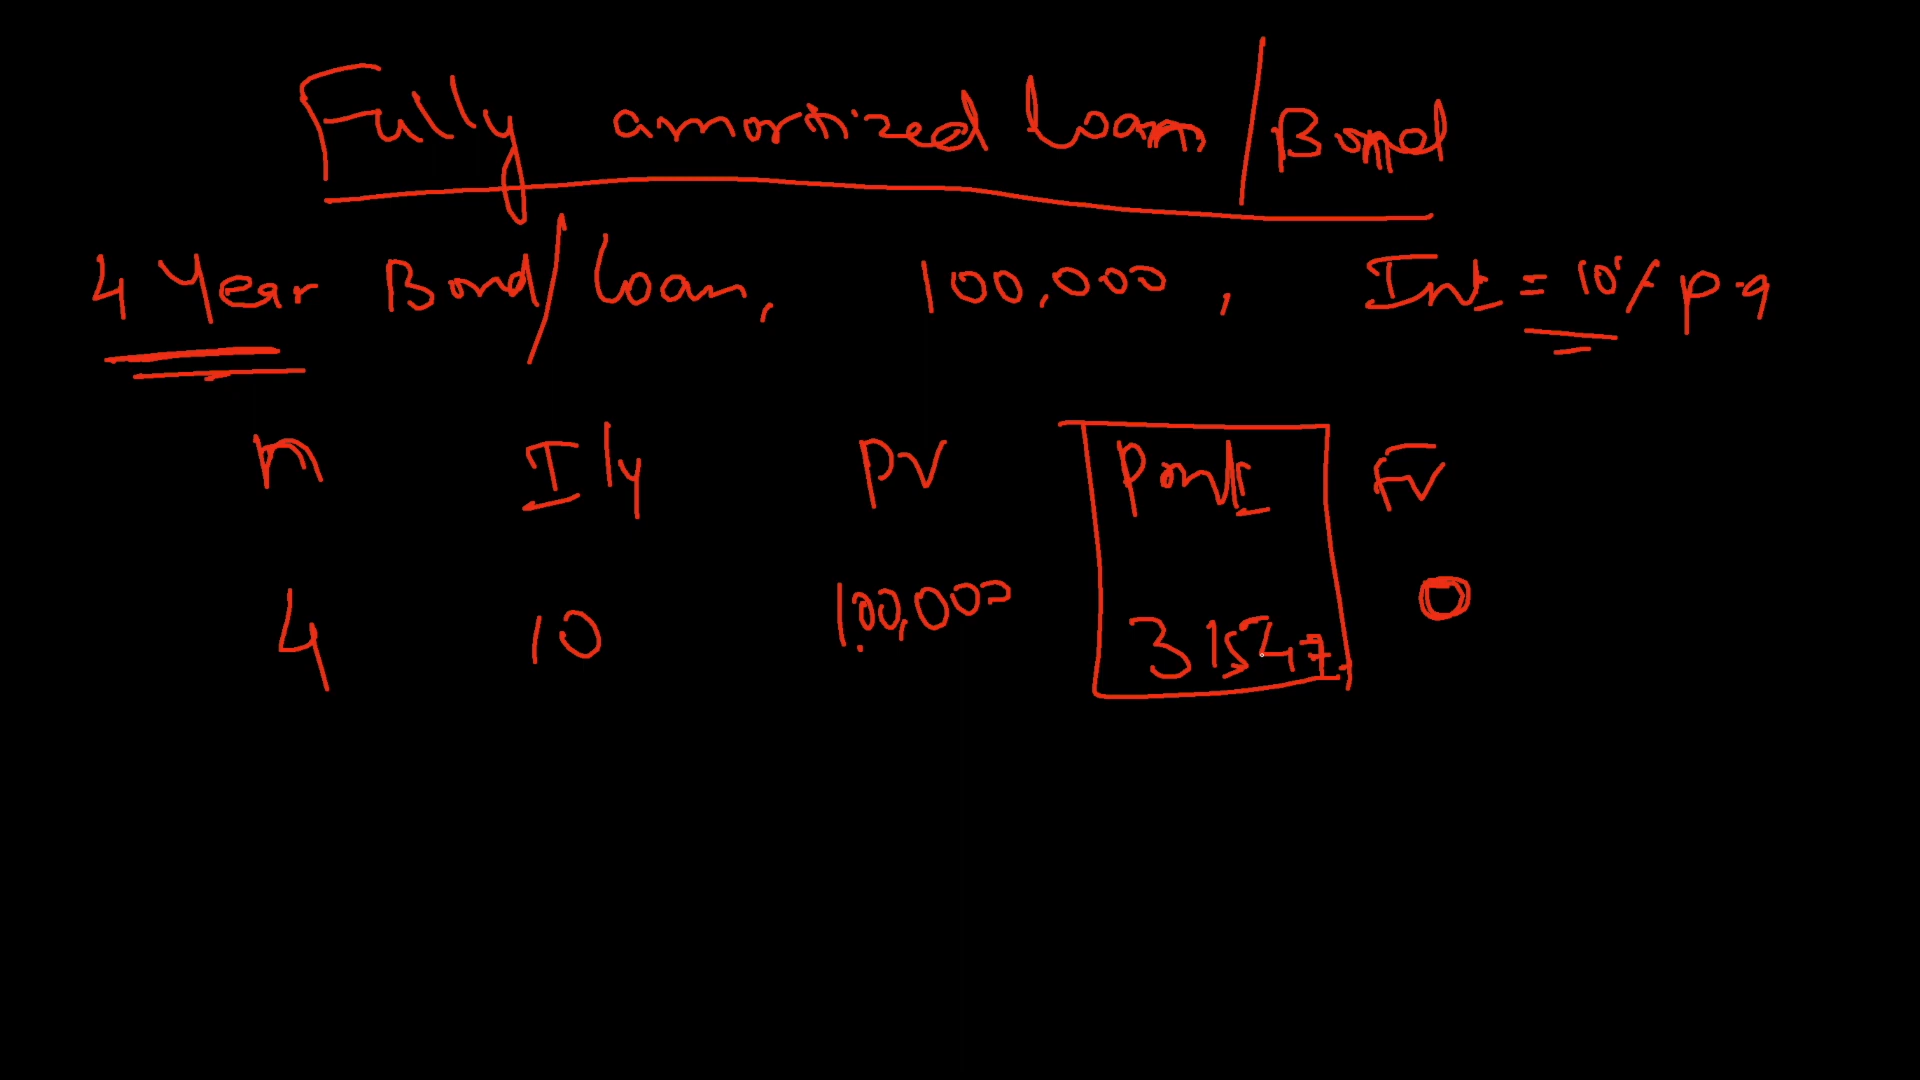 Fully amortized loan/Bond
4 Year Bond/loan, 100,000, Int = 10% p.a
n I/y PV Pmt FV
4 10 100,000 31547. 0